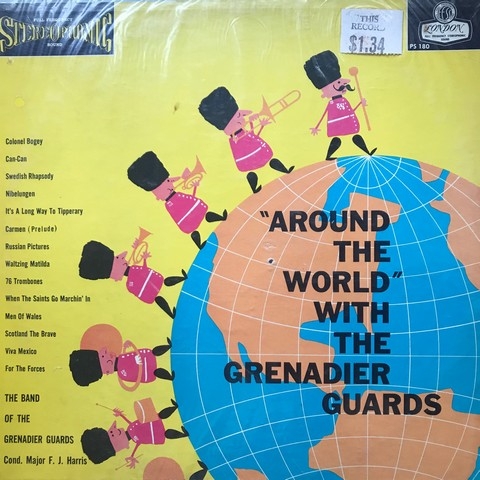 FULL FREQUENCY
STEREOPHONIC
SOUND
THIS
RECORD
$1.34
LONDON
PS 180
Colonel Bogey
Can-Can
Swedish Rhapsody
Nibelungen
It's A Long Way To Tipperary
Carmen (Prelude)
Russian Pictures
Waltzing Matilda
76 Trombones
When The Saints Go Marchin' In
Men Of Wales
Scotland The Brave
Viva Mexico
For The Forces
THE BAND
OF THE
GRENADIER GUARDS
Cond. Major F. J. Harris
"AROUND
THE
WORLD"
WITH
THE
GRENADIER
GUARDS